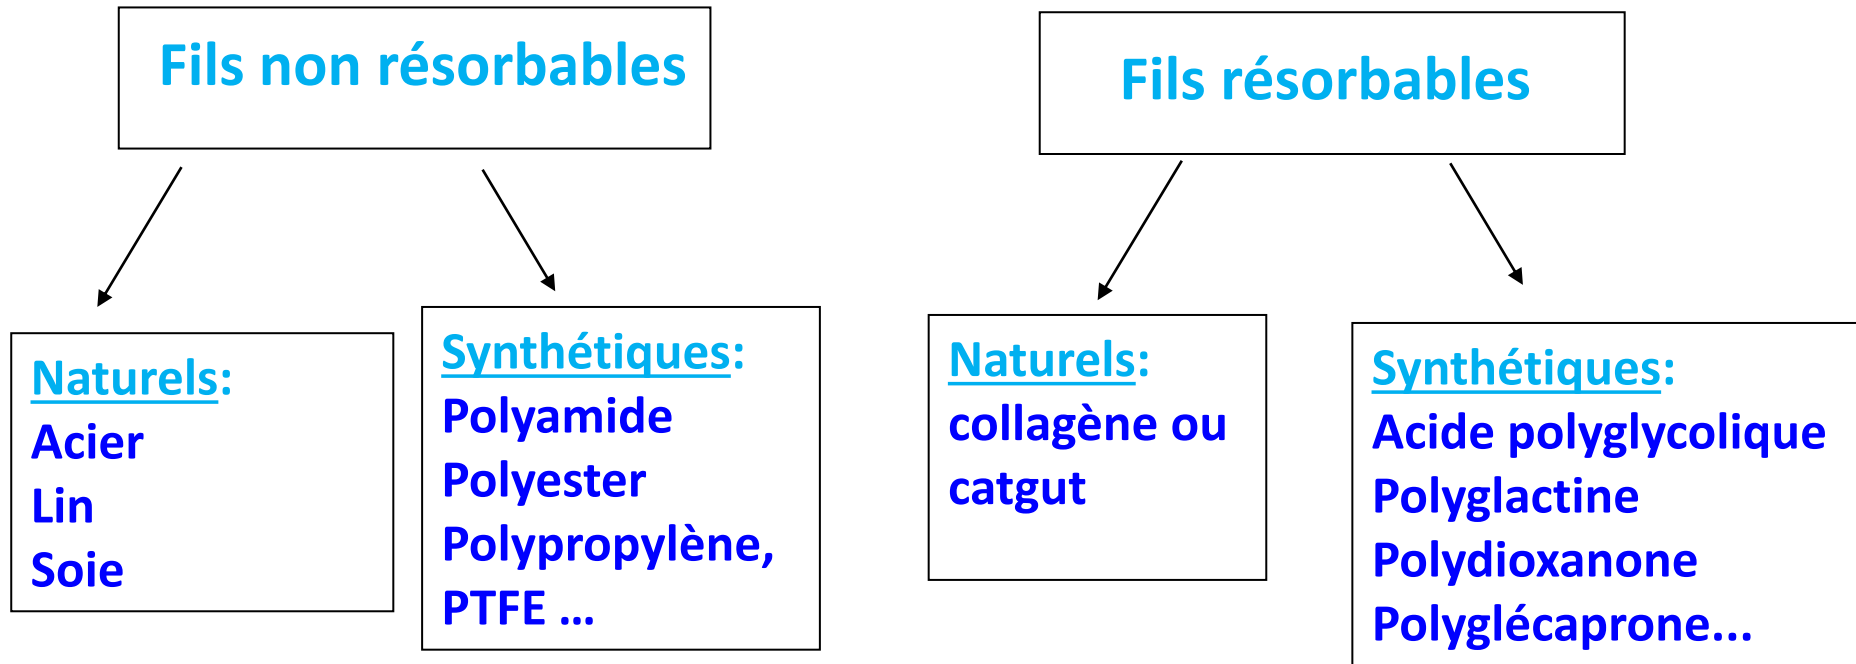 Fils non résorbables
Fils résorbables
Naturels:
Acier
Lin
Soie
Synthétiques:
Polyamide
Polyester
Polypropylène,
PTFE ...
Naturels:
collagène ou
catgut
Synthétiques:
Acide polyglycolique
Polyglactine
Polydioxanone
Polyglécaprone...